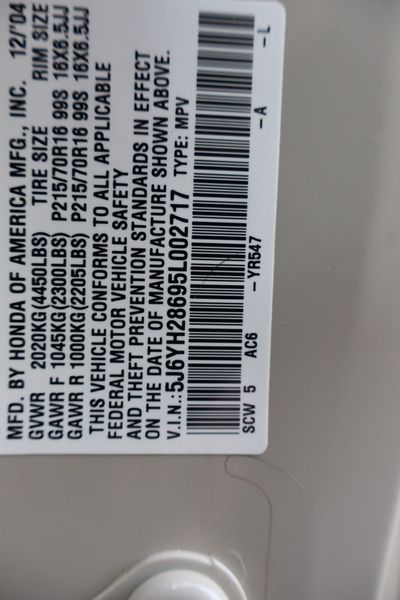 MFD. BY HONDA OF AMERICA MFG., INC. 12/'04
GVWR 2020KG(4450LBS) TIRE SIZE RIM SIZE
GAWR F 1045KG(2300LBS) P215/70R16 99S 16X6.5JJ
GAWR R 1000KG(2205LBS) P215/70R16 99S 16X6.5JJ
THIS VEHICLE CONFORMS TO ALL APPLICABLE
FEDERAL MOTOR VEHICLE SAFETY
AND THEFT PREVENTION STANDARDS IN EFFECT
ON THE DATE OF MANUFACTURE SHOWN ABOVE.
V.I.N.:5J6YH28695L002717 TYPE: MPV
SCW 5 AC6 -YR547 -A -L